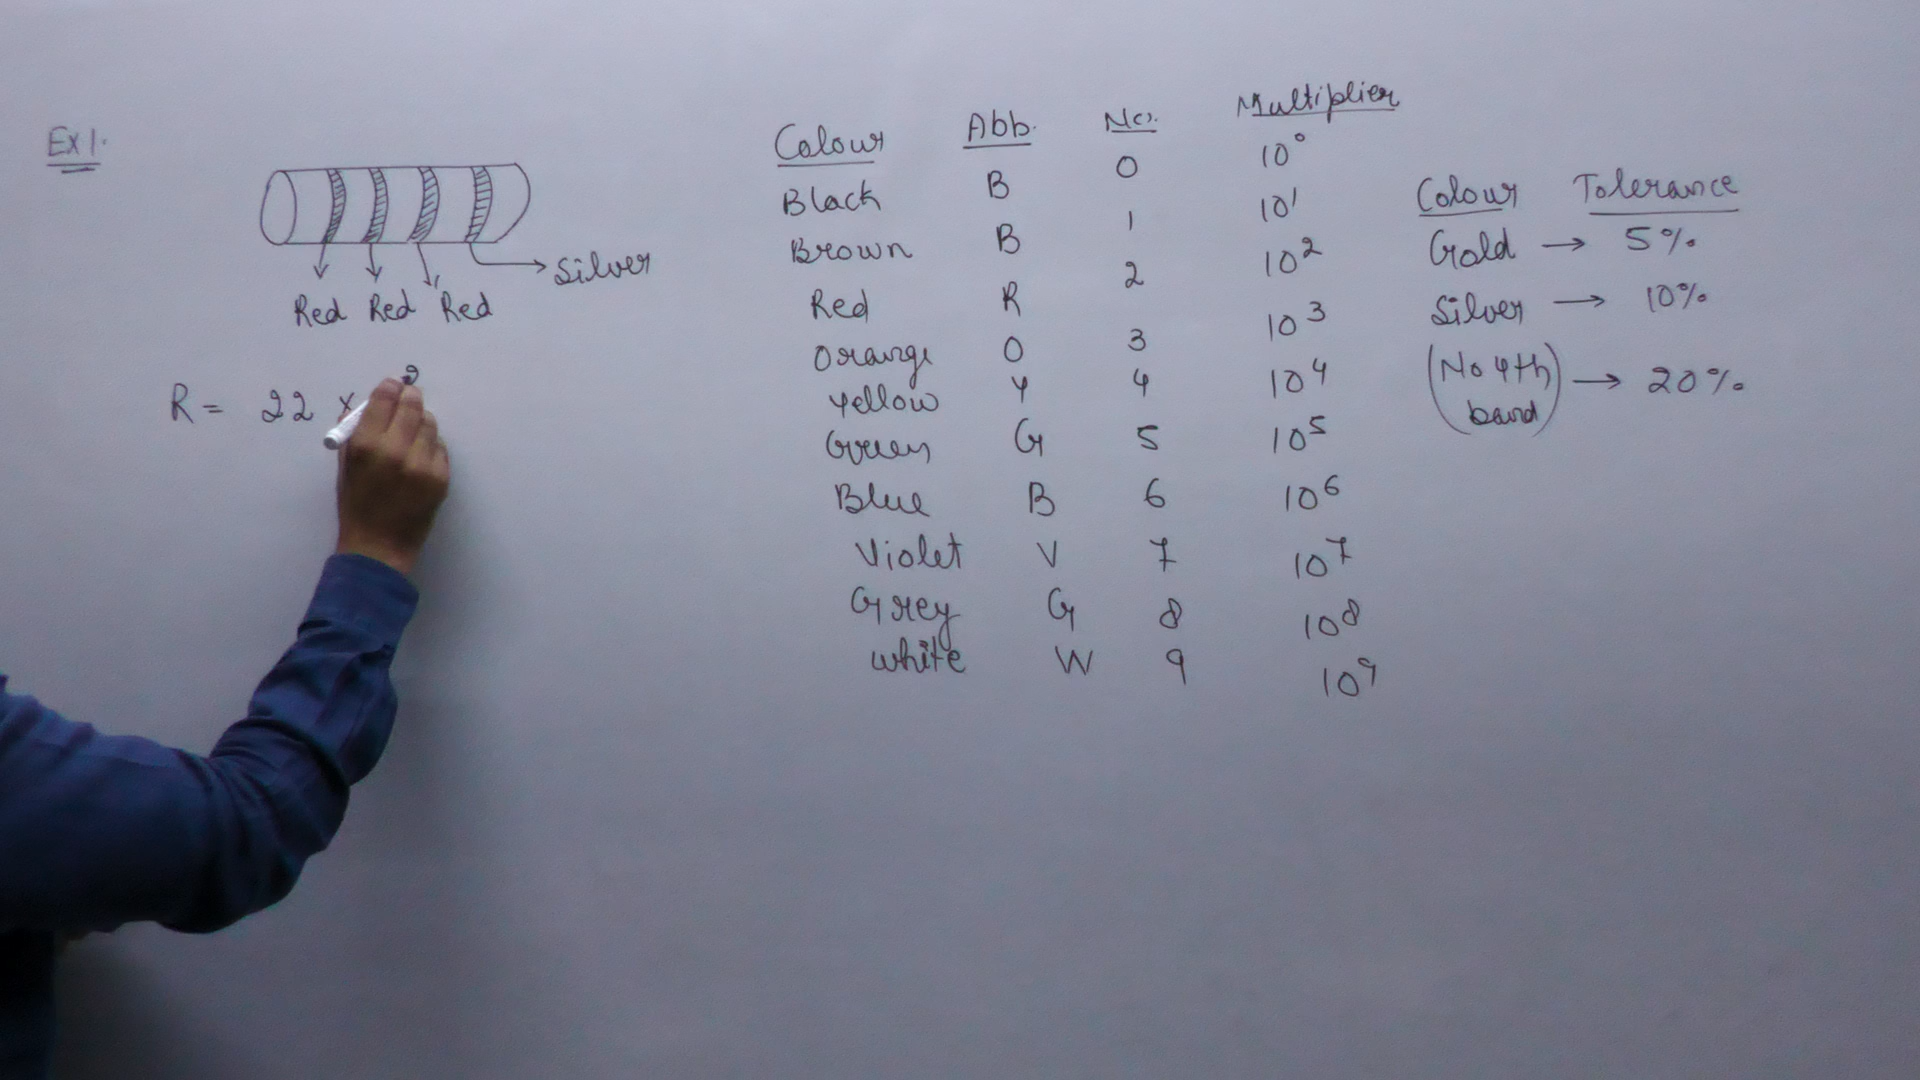 Ex 1.
Silver
Red Red Red
R = 22 ×
Colour Abb. No. Multiplier
Black B 0 10⁰
Brown B 1 10¹
Red R 2 10²
Orange O 3 10³
Yellow Y 4 10⁴
Green G 5 10⁵
Blue B 6 10⁶
Violet V 7 10⁷
Grey G 8 10⁸
White W 9 10⁹
Colour Tolerance
Gold → 5%
Silver → 10%
(No 4th
band) → 20%